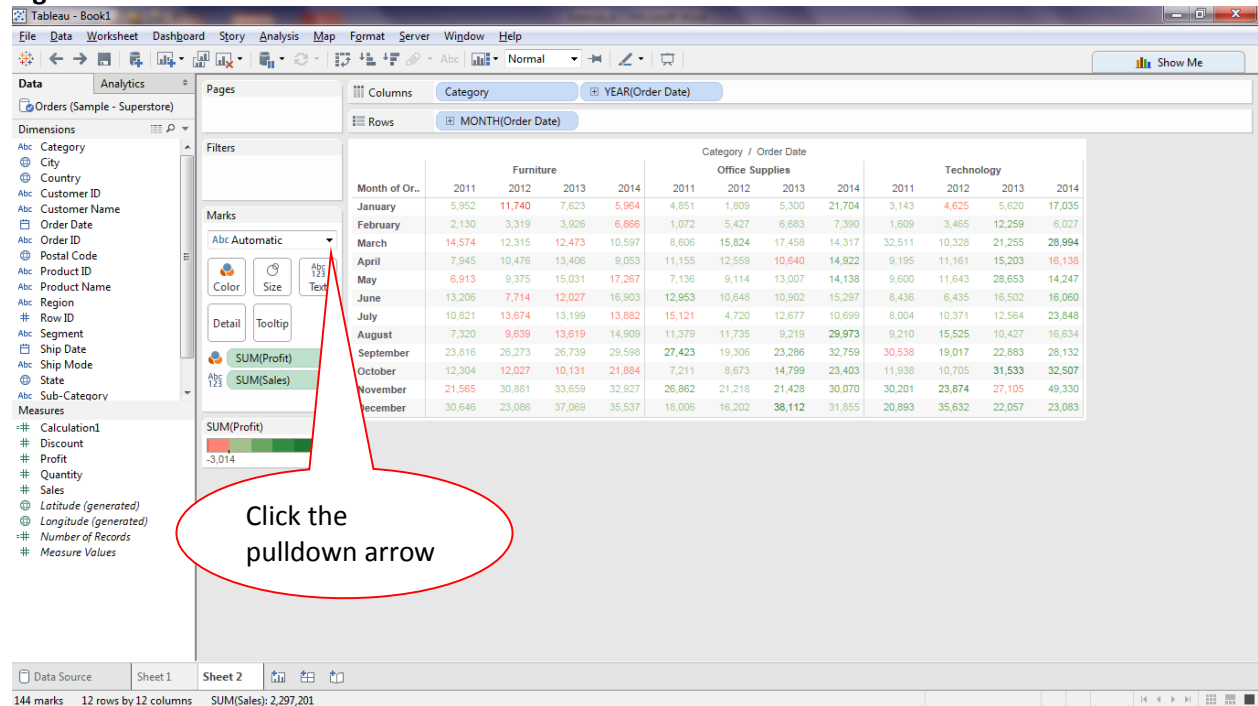 Tableau - Book1
File Data Worksheet Dashboard Story Analysis Map Format Server Window Help
Abc Normal Show Me
Data Analytics
Orders (Sample - Superstore)
Dimensions
Abc Category
City
Country
Abc Customer ID
Abc Customer Name
Order Date
Abc Order ID
Postal Code
Abc Product ID
Abc Product Name
Abc Region
# Row ID
Abc Segment
Ship Date
Abc Ship Mode
State
Abc Sub-Category
Measures
=# Calculation1
# Discount
# Profit
# Quantity
# Sales
Latitude (generated)
Longitude (generated)
=# Number of Records
# Measure Values
Pages
Filters
Marks
Abc Automatic
Color Size Text
Abc 123
Detail Tooltip
SUM(Profit)
Abc 123 SUM(Sales)
SUM(Profit)
-3,014
Columns Category YEAR(Order Date)
Rows MONTH(Order Date)
Category / Order Date
Furniture Office Supplies Technology
Month of Or.. 2011 2012 2013 2014 2011 2012 2013 2014 2011 2012 2013 2014
January 5,952 11,740 7,623 5,964 4,851 1,809 5,300 21,704 3,143 4,625 5,620 17,035
February 2,130 3,319 3,926 6,866 1,072 5,427 6,683 7,390 1,609 3,465 12,259 6,027
March 14,574 12,315 12,473 10,597 8,606 15,824 17,458 14,317 32,511 10,328 21,255 28,994
April 7,945 10,476 13,406 9,053 11,155 12,559 10,640 14,922 9,195 11,161 15,203 16,138
May 6,913 9,375 15,031 17,267 7,136 9,114 13,007 14,138 9,600 11,643 28,653 14,247
June 13,206 7,714 12,027 16,903 12,953 10,648 10,902 15,297 8,436 6,435 16,502 16,060
July 10,821 13,674 13,199 13,882 15,121 4,720 12,677 10,699 8,004 10,371 12,564 23,848
August 7,320 9,639 13,619 14,909 11,379 11,735 9,219 29,973 9,210 15,525 10,427 16,634
September 23,816 26,273 26,739 29,598 27,423 19,306 23,286 32,759 30,538 19,017 22,883 28,132
October 12,304 12,027 10,131 21,884 7,211 8,673 14,799 23,403 11,938 10,705 31,533 32,507
November 21,565 30,881 33,659 32,927 26,862 21,218 21,428 30,070 30,201 23,874 27,105 49,330
December 30,646 23,086 37,069 35,537 18,006 16,202 38,112 31,855 20,893 35,632 22,057 23,083
Click the
pulldown arrow
Data Source Sheet 1 Sheet 2
144 marks 12 rows by 12 columns SUM(Sales): 2,297,201